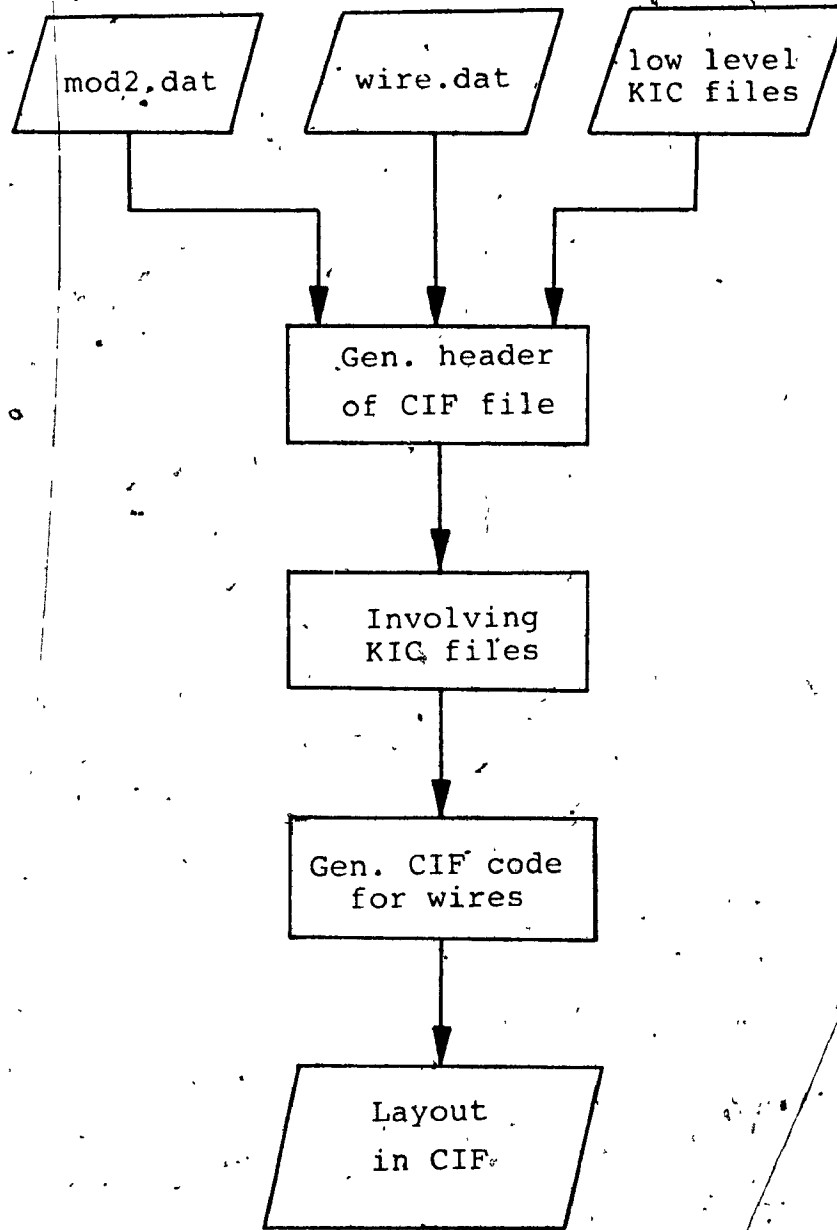 mod2.dat
wire.dat
low level
KIC files
Gen. header
of CIF file
Involving
KIC files
Gen. CIF code
for wires
Layout
in CIF